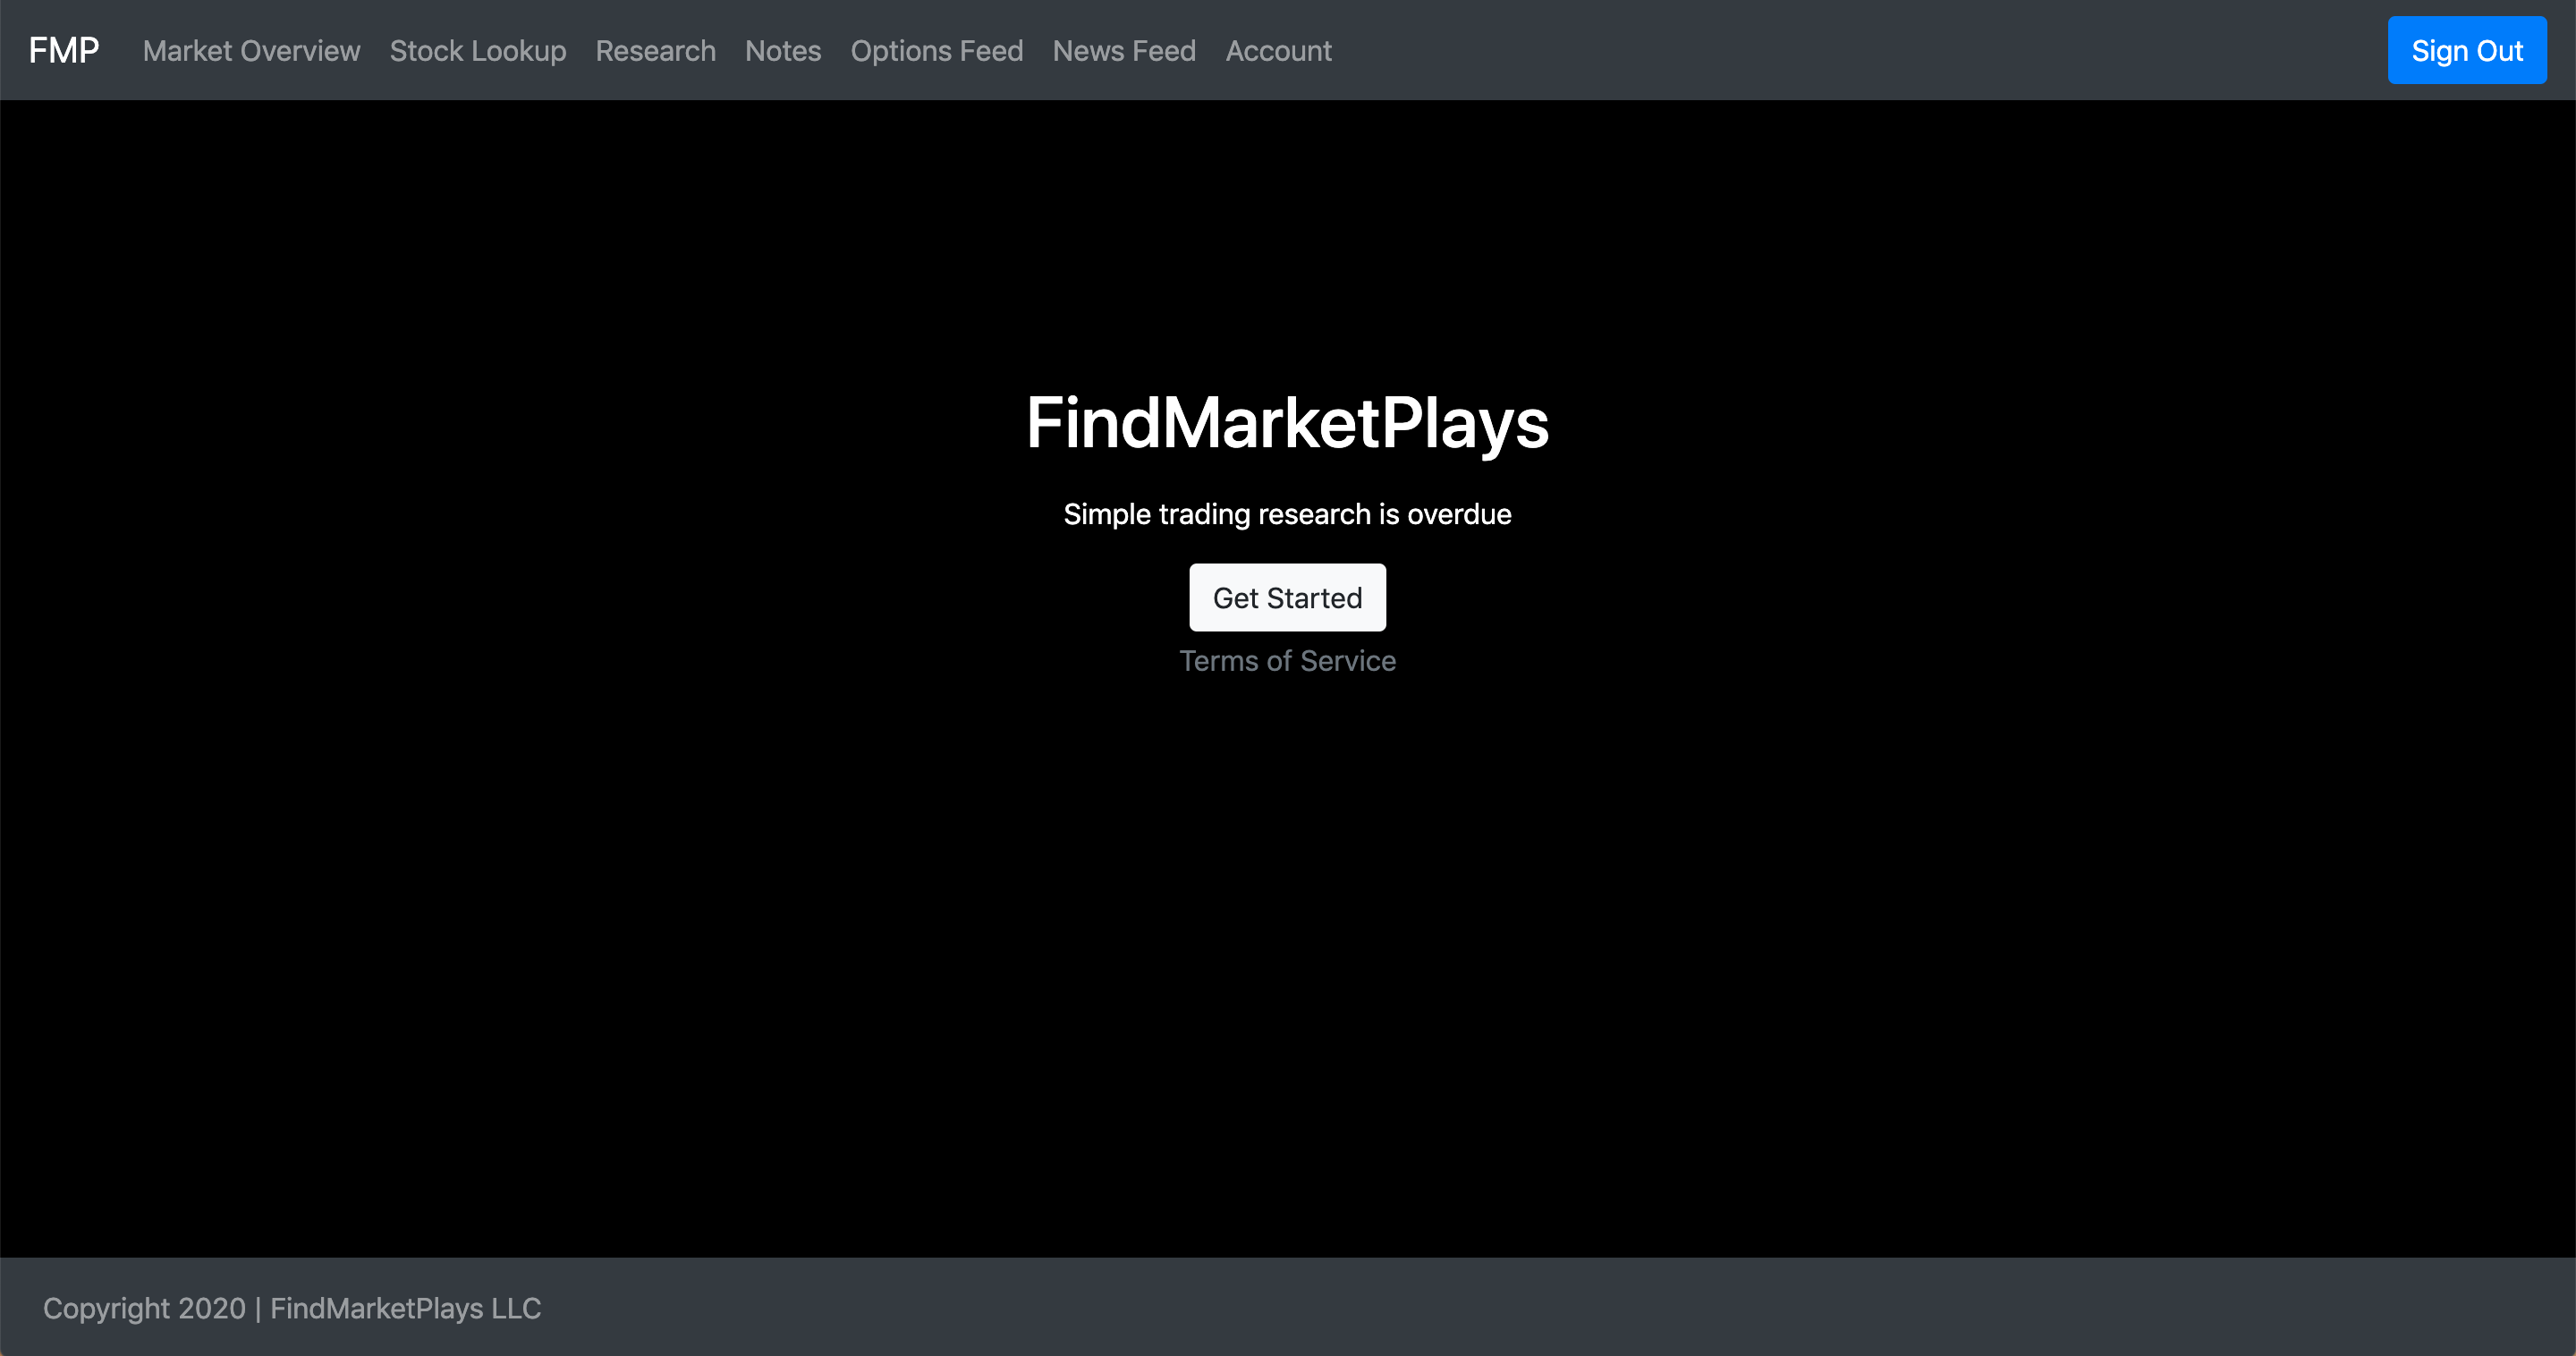 FMP Market Overview Stock Lookup Research Notes Options Feed News Feed Account Sign Out
FindMarketPlays
Simple trading research is overdue
Get Started
Terms of Service
Copyright 2020 | FindMarketPlays LLC